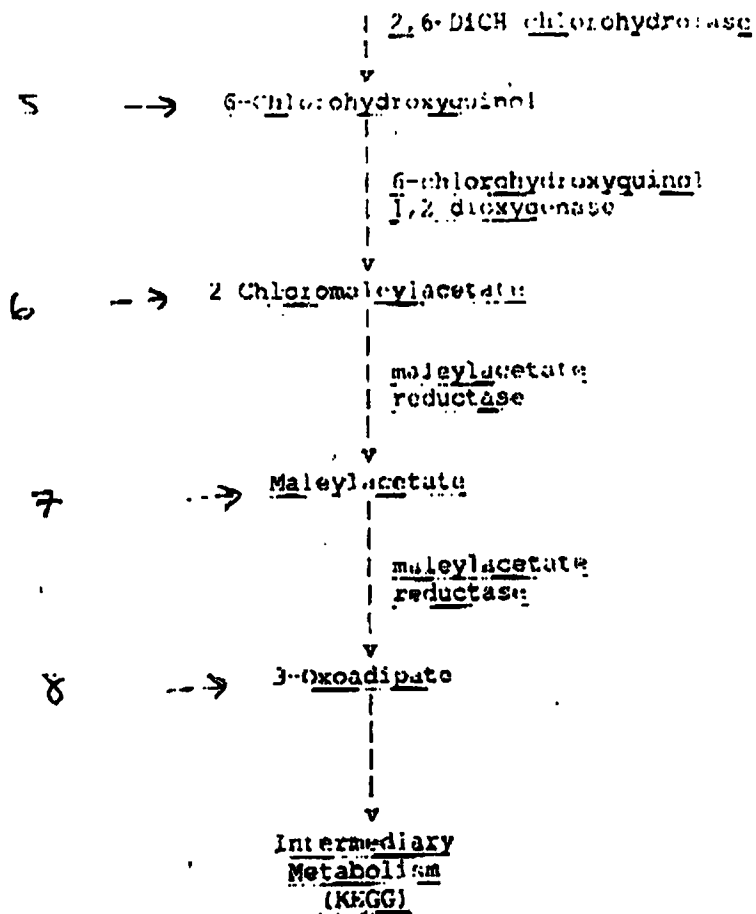 2,6-DiCH chlorohydrolase
5 --> 6-Chlorohydroxyquinol
6-chlorohydroxyquinol
1,2 dioxygenase
6 --> 2 Chloromaleylacetate
maleylacetate
reductase
7 --> Maleylacetate
maleylacetate
reductase
8 --> 3-Oxoadipate
Intermediary
Metabolism
(KEGG)